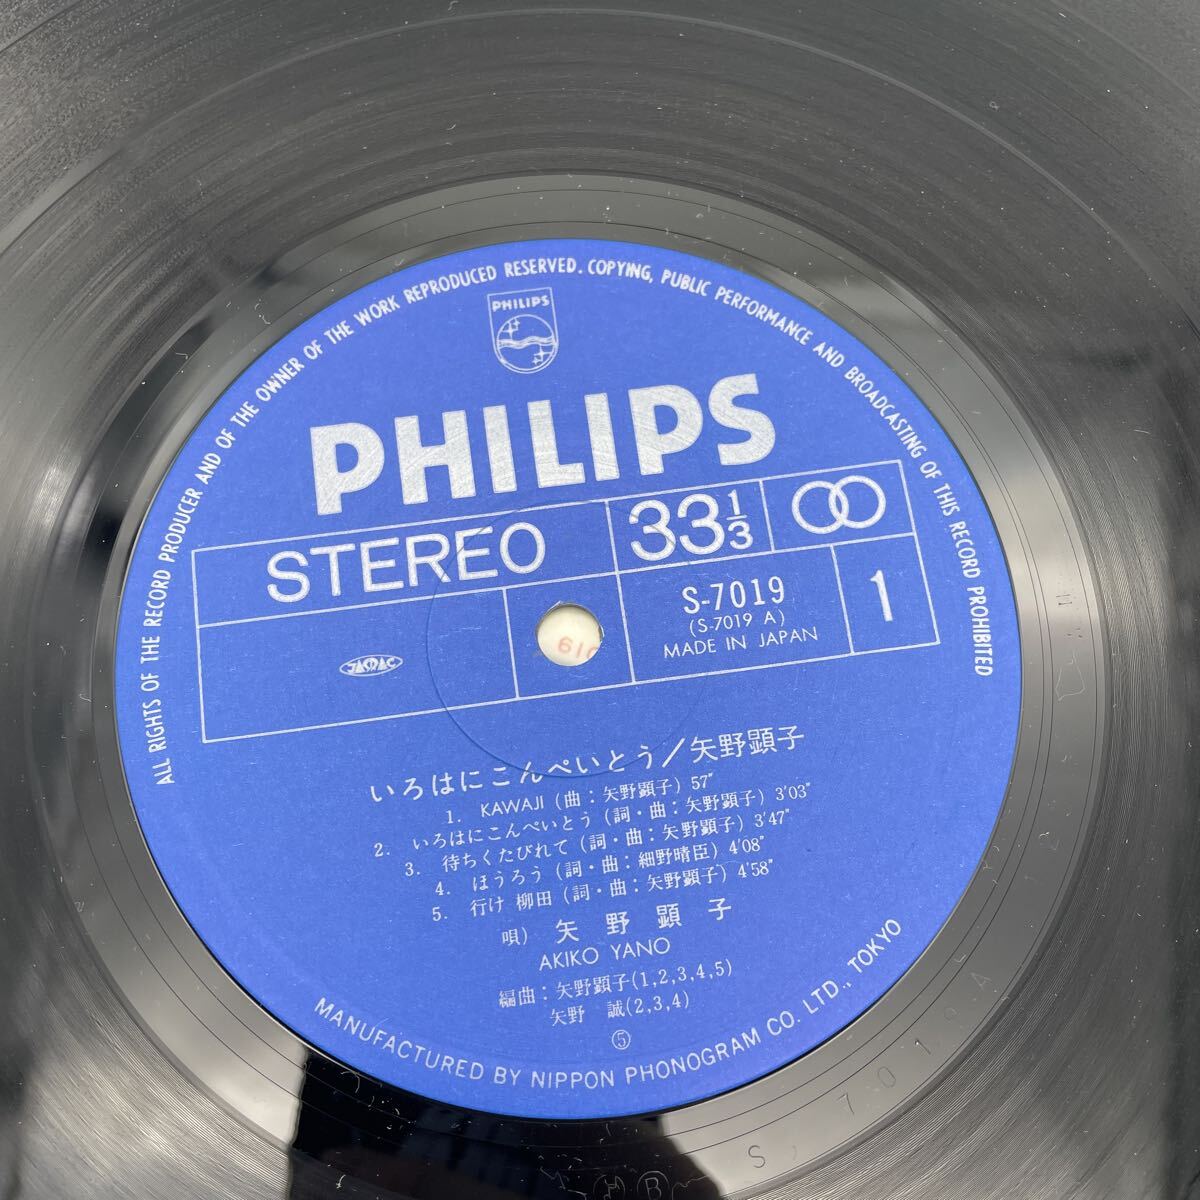 ALL RIGHTS OF THE RECORD PRODUCER AND OF THE OWNER OF THE WORK REPRODUCED RESERVED. COPYING, PUBLIC PERFORMANCE AND BROADCASTING OF THIS RECORD PROHIBITED
PHILIPS
PHILIPS
STEREO
33 1/3
S-7019
(S-7019 A)
MADE IN JAPAN
1
JASRAC
019
いろはにこんぺいとう/矢野顕子
1. KAWAJI (曲:矢野顕子) 57"
2. いろはにこんぺいとう (詞・曲:矢野顕子) 3'03"
3. 待ちくたびれて (詞・曲:矢野顕子) 3'47"
4. ほうろう (詞・曲:細野晴臣) 4'08"
5. 行け 柳田 (詞・曲:矢野顕子) 4'58"
唄) 矢野顕子
AKIKO YANO
編曲:矢野顕子(1,2,3,4,5)
矢野 誠(2,3,4)
⑤
MANUFACTURED BY NIPPON PHONOGRAM CO. LTD., TOKYO